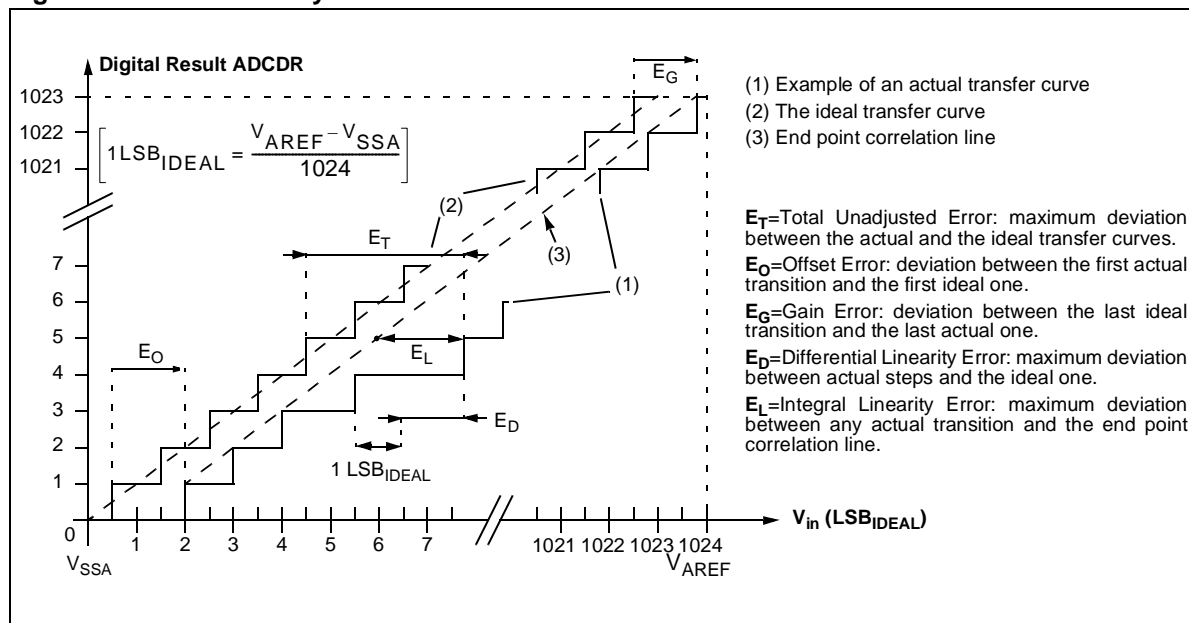 Digital Result ADCDR
E_G
1023
1022
1021
[1LSB_IDEAL = (V_AREF – V_SSA) / 1024]
(2)
E_T
(3)
(1)
7
6
5
4
3
2
1
0
E_O
E_L
E_D
1 LSB_IDEAL
1 2 3 4 5 6 7 1021 1022 1023 1024
V_in (LSB_IDEAL)
V_SSA
V_AREF
(1) Example of an actual transfer curve
(2) The ideal transfer curve
(3) End point correlation line
E_T=Total Unadjusted Error: maximum deviation
between the actual and the ideal transfer curves.
E_O=Offset Error: deviation between the first actual
transition and the first ideal one.
E_G=Gain Error: deviation between the last ideal
transition and the last actual one.
E_D=Differential Linearity Error: maximum deviation
between actual steps and the ideal one.
E_L=Integral Linearity Error: maximum deviation
between any actual transition and the end point
correlation line.